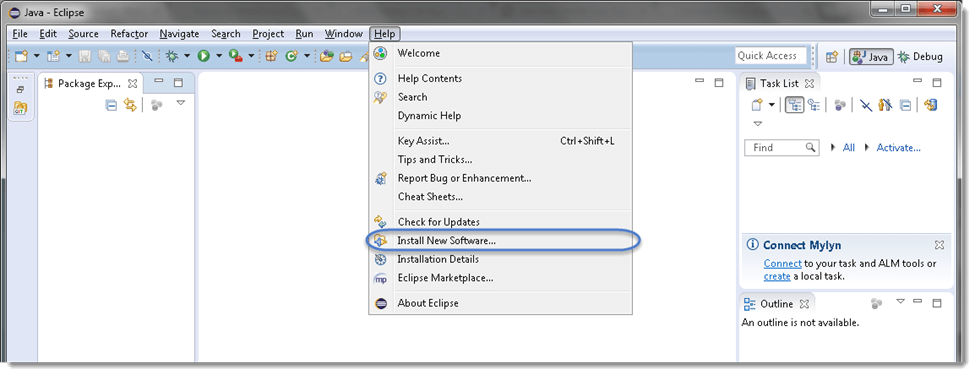 Java - Eclipse
File Edit Source Refactor Navigate Search Project Run Window Help
Quick Access
Java
Debug
Package Exp...
GIT
Welcome
Help Contents
Search
Dynamic Help
Key Assist... Ctrl+Shift+L
Tips and Tricks...
Report Bug or Enhancement...
Cheat Sheets...
Check for Updates
Install New Software...
Installation Details
mp Eclipse Marketplace...
About Eclipse
Task List
Find All Activate...
Connect Mylyn
Connect to your task and ALM tools or
create a local task.
Outline
An outline is not available.